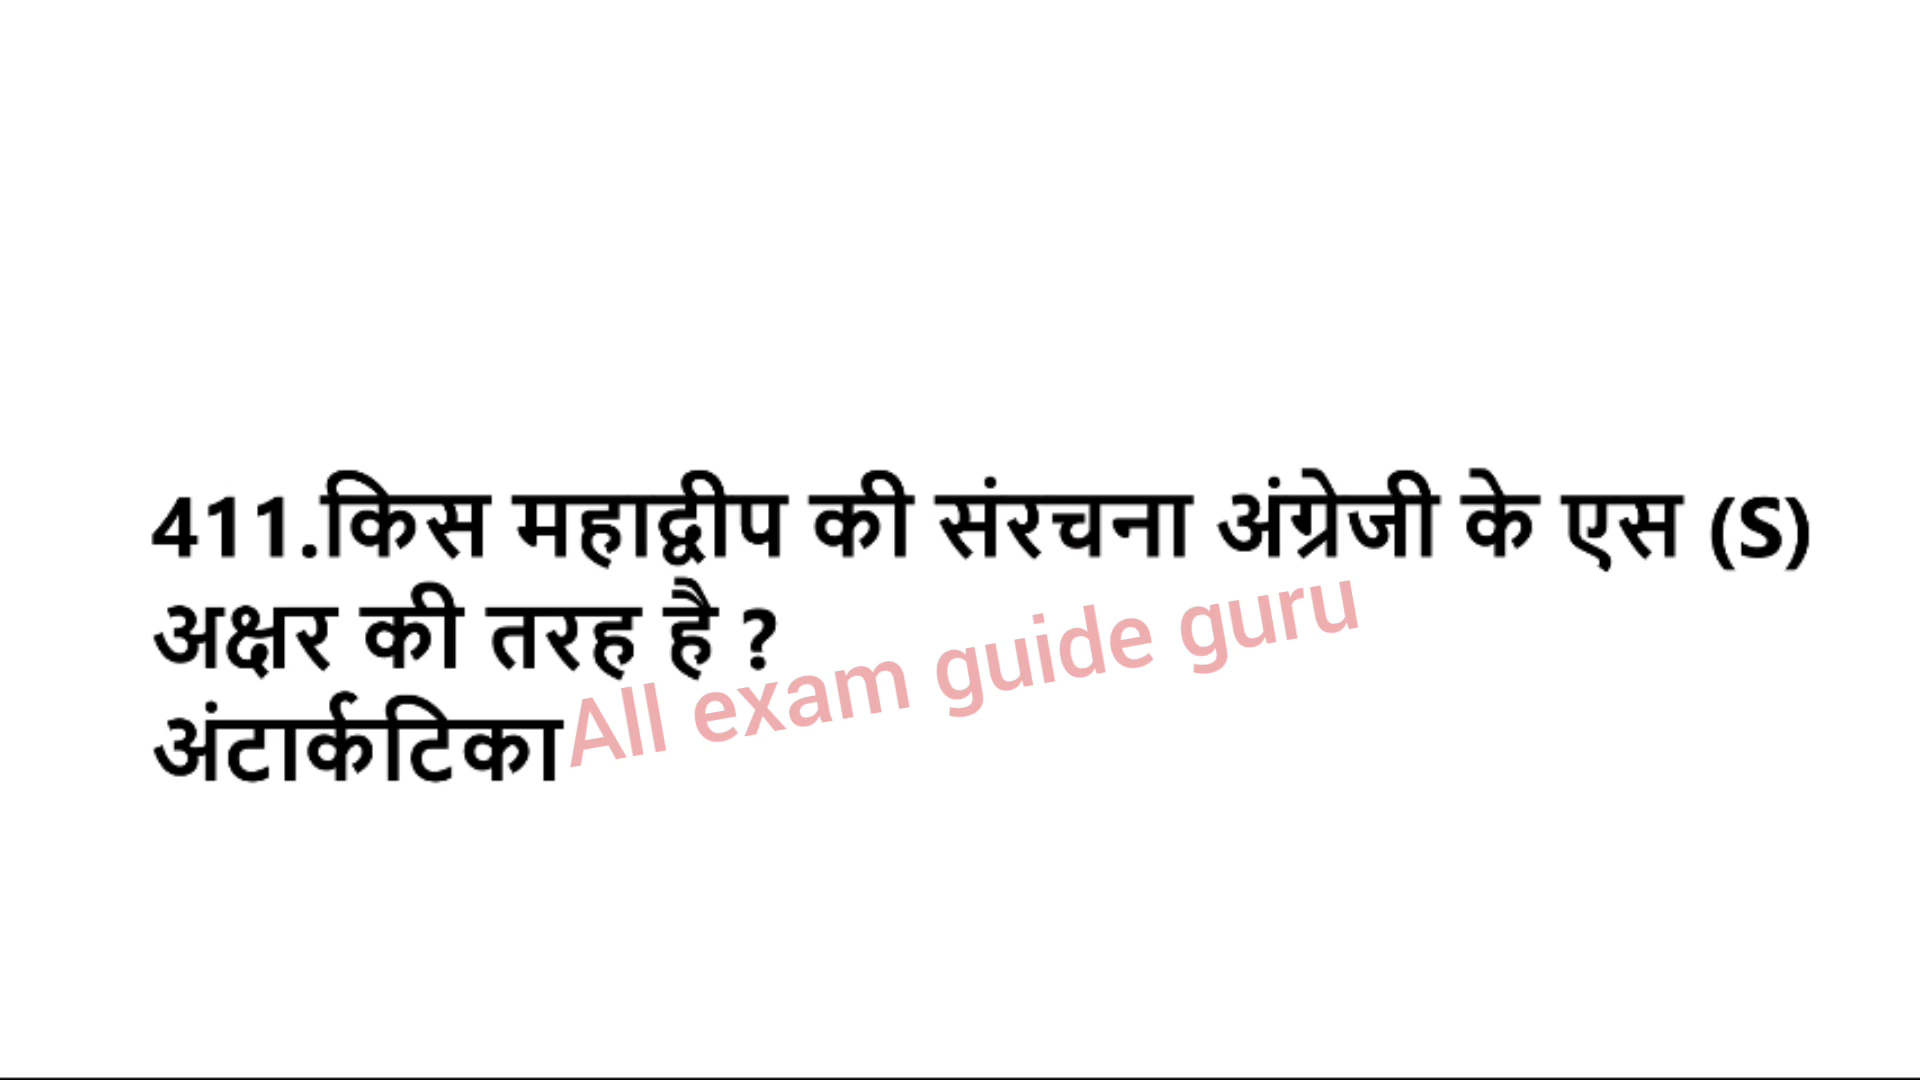 411.किस महाद्वीप की संरचना अंग्रेजी के एस (S)
अक्षर की तरह है ?
अंटार्कटिका
All exam guide guru